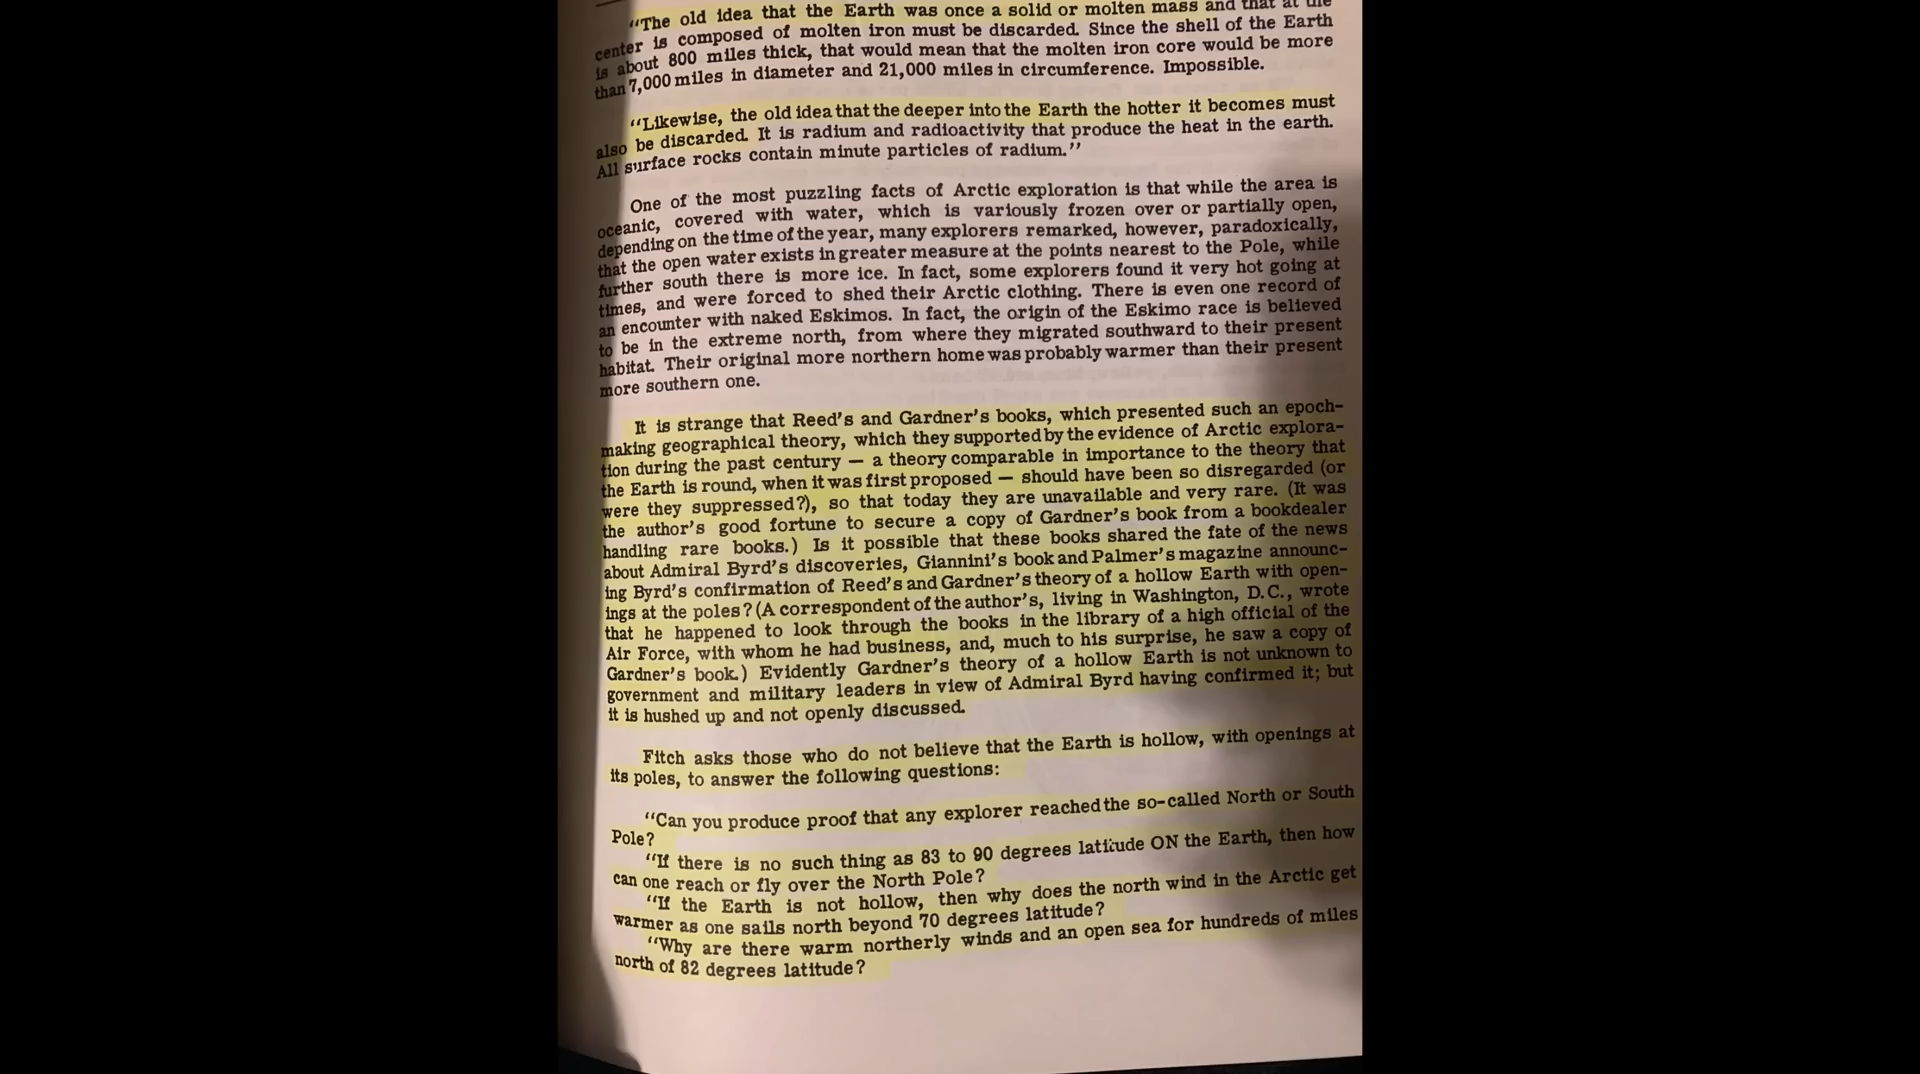 "The old idea that the Earth was once a solid or molten mass and that at the
center is composed of molten iron must be discarded. Since the shell of the Earth
is about 800 miles thick, that would mean that the molten iron core would be more
than 7,000 miles in diameter and 21,000 miles in circumference. Impossible.
"Likewise, the old idea that the deeper into the Earth the hotter it becomes must
also be discarded. It is radium and radioactivity that produce the heat in the earth.
All surface rocks contain minute particles of radium."
One of the most puzzling facts of Arctic exploration is that while the area is
oceanic, covered with water, which is variously frozen over or partially open,
depending on the time of the year, many explorers remarked, however, paradoxically,
that the open water exists in greater measure at the points nearest to the Pole, while
further south there is more ice. In fact, some explorers found it very hot going at
times, and were forced to shed their Arctic clothing. There is even one record of
an encounter with naked Eskimos. In fact, the origin of the Eskimo race is believed
to be in the extreme north, from where they migrated southward to their present
habitat. Their original more northern home was probably warmer than their present
more southern one.
It is strange that Reed's and Gardner's books, which presented such an epoch-
making geographical theory, which they supported by the evidence of Arctic explora-
tion during the past century — a theory comparable in importance to the theory that
the Earth is round, when it was first proposed — should have been so disregarded (or
were they suppressed?), so that today they are unavailable and very rare. (It was
the author's good fortune to secure a copy of Gardner's book from a bookdealer
handling rare books.) Is it possible that these books shared the fate of the news
about Admiral Byrd's discoveries, Giannini's book and Palmer's magazine announc-
ing Byrd's confirmation of Reed's and Gardner's theory of a hollow Earth with open-
ings at the poles? (A correspondent of the author's, living in Washington, D.C., wrote
that he happened to look through the books in the library of a high official of the
Air Force, with whom he had business, and, much to his surprise, he saw a copy of
Gardner's book.) Evidently Gardner's theory of a hollow Earth is not unknown to
government and military leaders in view of Admiral Byrd having confirmed it; but
it is hushed up and not openly discussed.
Fitch asks those who do not believe that the Earth is hollow, with openings at
its poles, to answer the following questions:
"Can you produce proof that any explorer reached the so-called North or South
Pole?
"If there is no such thing as 83 to 90 degrees latitude ON the Earth, then how
can one reach or fly over the North Pole?
"If the Earth is not hollow, then why does the north wind in the Arctic get
warmer as one sails north beyond 70 degrees latitude?
"Why are there warm northerly winds and an open sea for hundreds of miles
north of 82 degrees latitude?